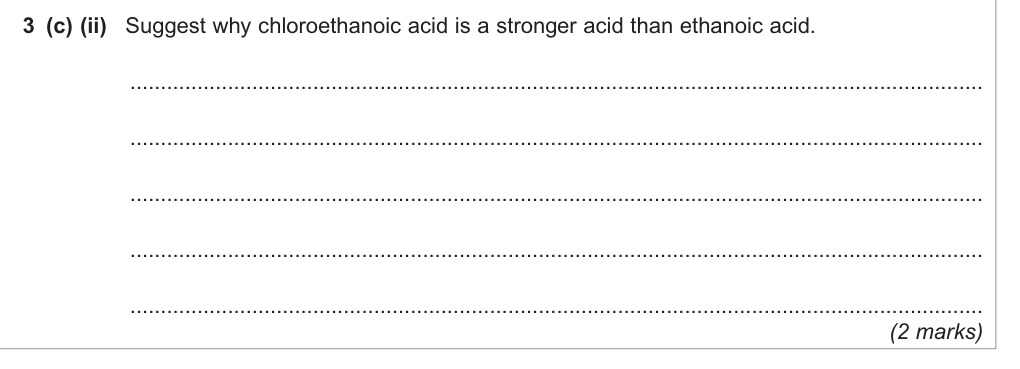 3 (c) (ii) Suggest why chloroethanoic acid is a stronger acid than ethanoic acid.
(2 marks)